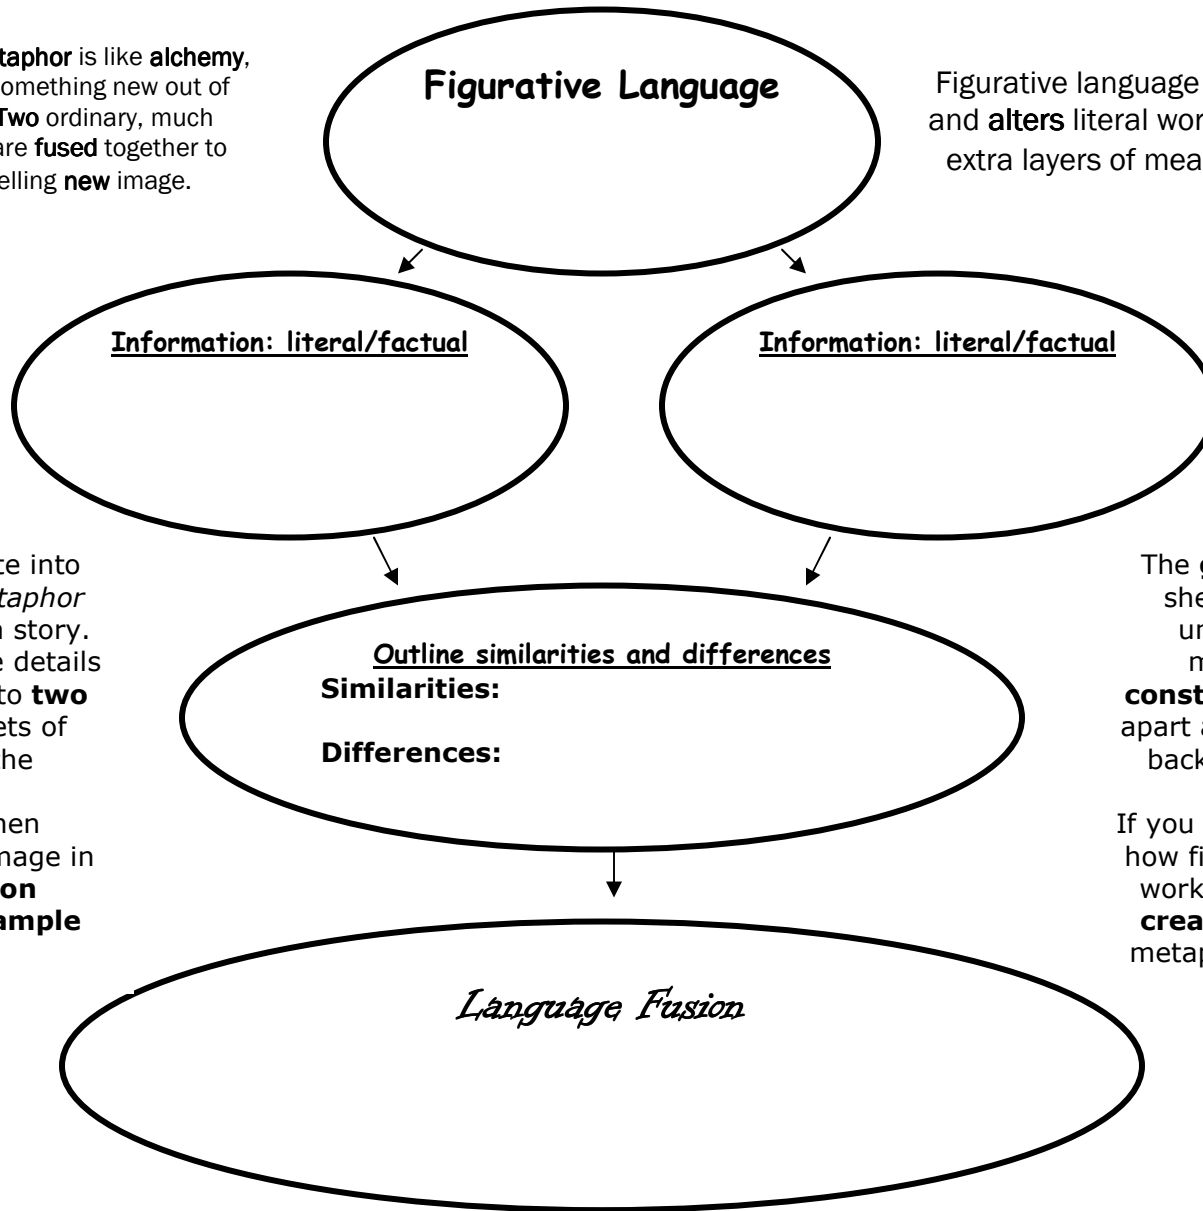 taphor is like alchemy,
omething new out of
Two ordinary, much
are fused together to
elling new image.
Figurative Language
Figurative language
and alters literal wor
extra layers of mea
Information: literal/factual
Information: literal/factual
te into
taphor
story.
e details
to two
ets of
he
hen
mage in
on
ample
Outline similarities and differences
Similarities:
Differences:
The g
she
un
m
const
apart a
back
If you
how fi
work
crea
metap
Language Fusion